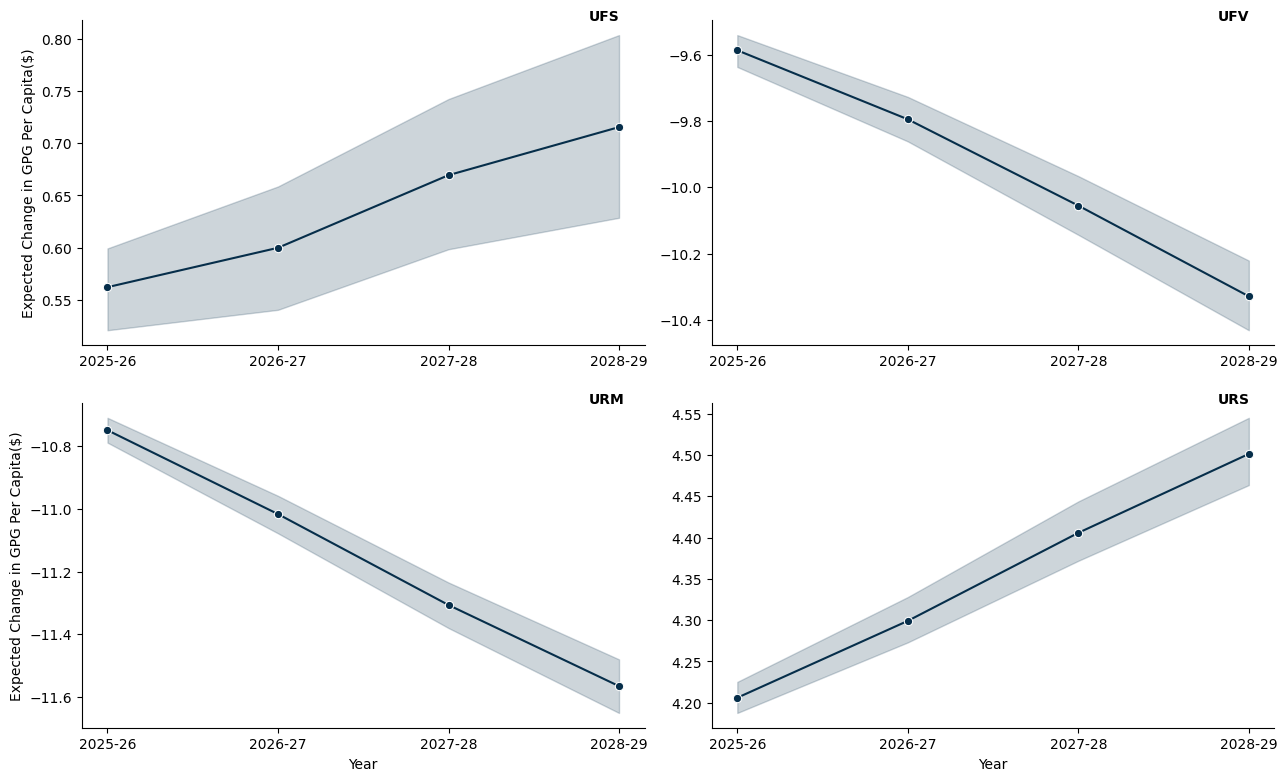 UFS
Expected Change in GPG Per Capita($)
0.80
0.75
0.70
0.65
0.60
0.55
2025-26 2026-27 2027-28 2028-29
UFV
−9.6
−9.8
−10.0
−10.2
−10.4
2025-26 2026-27 2027-28 2028-29
URM
Expected Change in GPG Per Capita($)
−10.8
−11.0
−11.2
−11.4
−11.6
2025-26 2026-27 2027-28 2028-29
Year
URS
4.55
4.50
4.45
4.40
4.35
4.30
4.25
4.20
2025-26 2026-27 2027-28 2028-29
Year